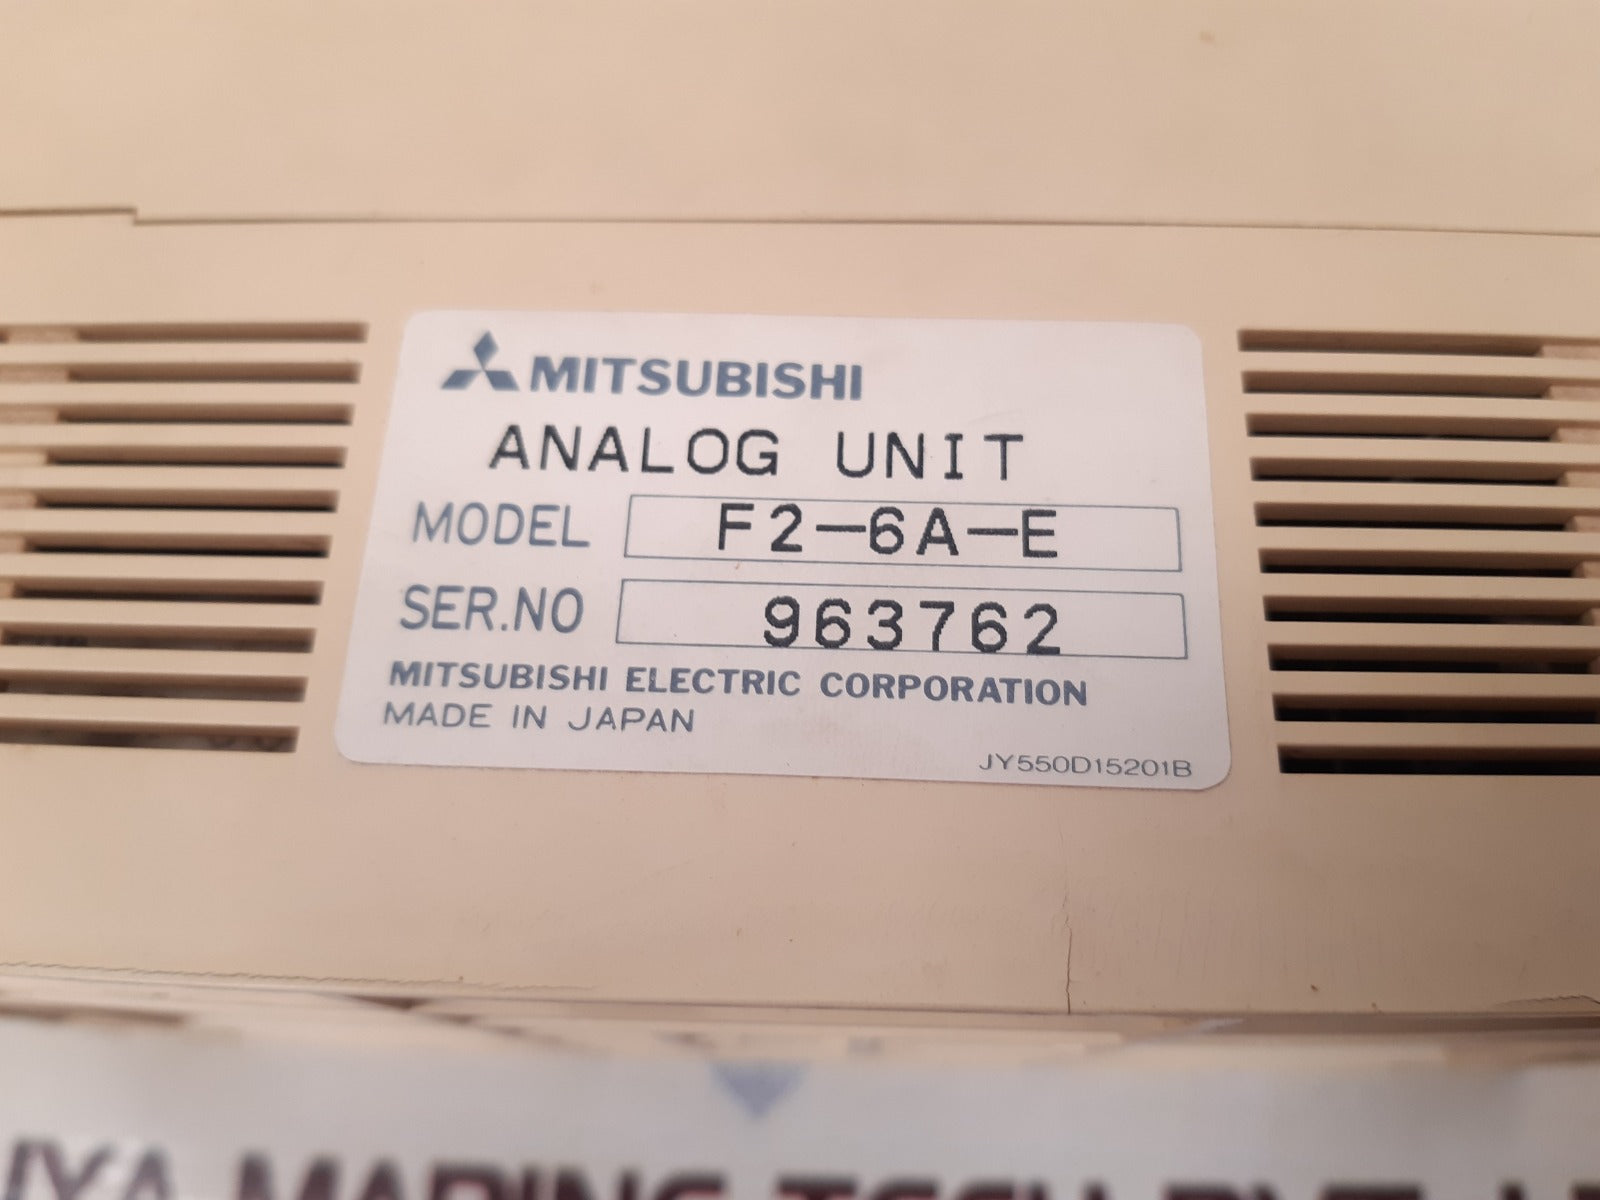 MITSUBISHI
ANALOG UNIT
MODEL F2-6A-E
SER.NO 963762
MITSUBISHI ELECTRIC CORPORATION
MADE IN JAPAN
JY550D15201B